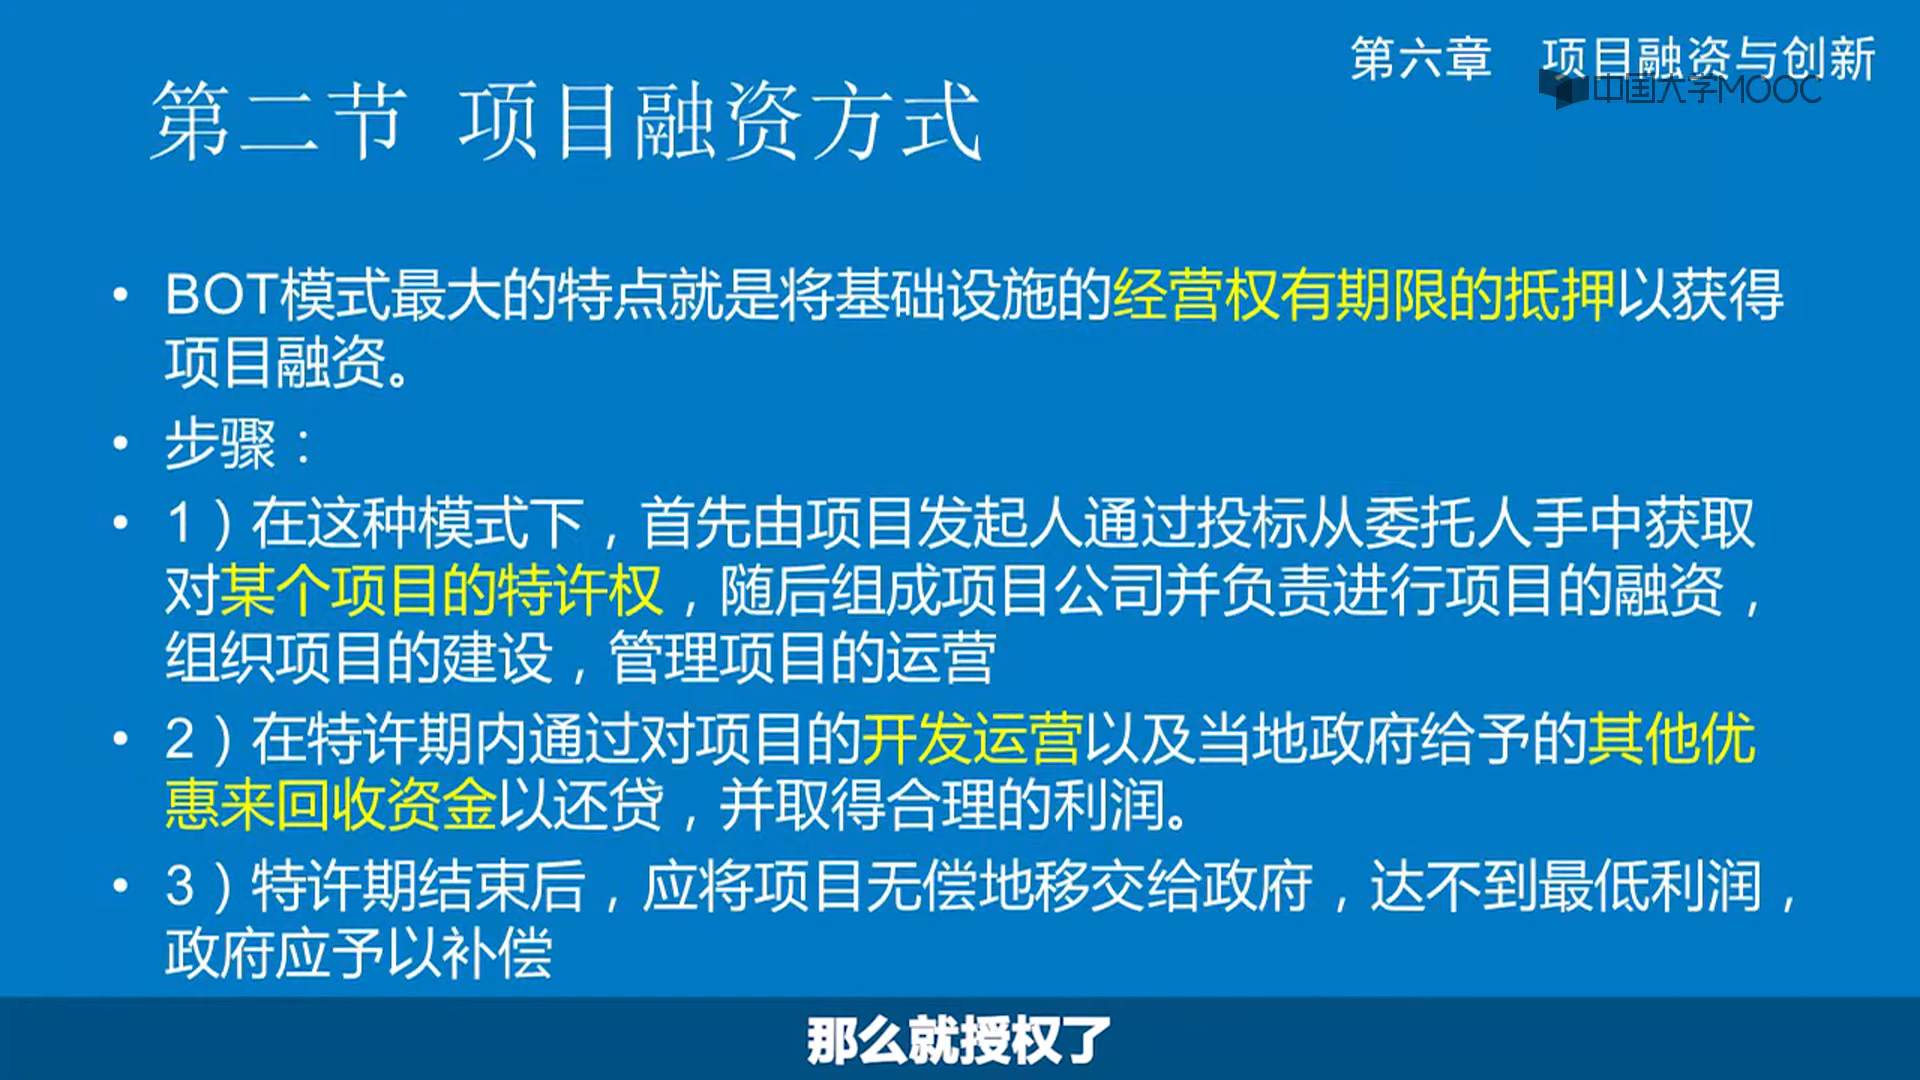 第六章 项目融资与创新
中国大学MOOC
第二节 项目融资方式
• BOT模式最大的特点就是将基础设施的经营权有期限的抵押以获得
项目融资。
• 步骤：
• 1）在这种模式下，首先由项目发起人通过投标从委托人手中获取
对某个项目的特许权，随后组成项目公司并负责进行项目的融资，
组织项目的建设，管理项目的运营
• 2）在特许期内通过对项目的开发运营以及当地政府给予的其他优
惠来回收资金以还贷，并取得合理的利润。
• 3）特许期结束后，应将项目无偿地移交给政府，达不到最低利润，
政府应予以补偿
那么就授权了